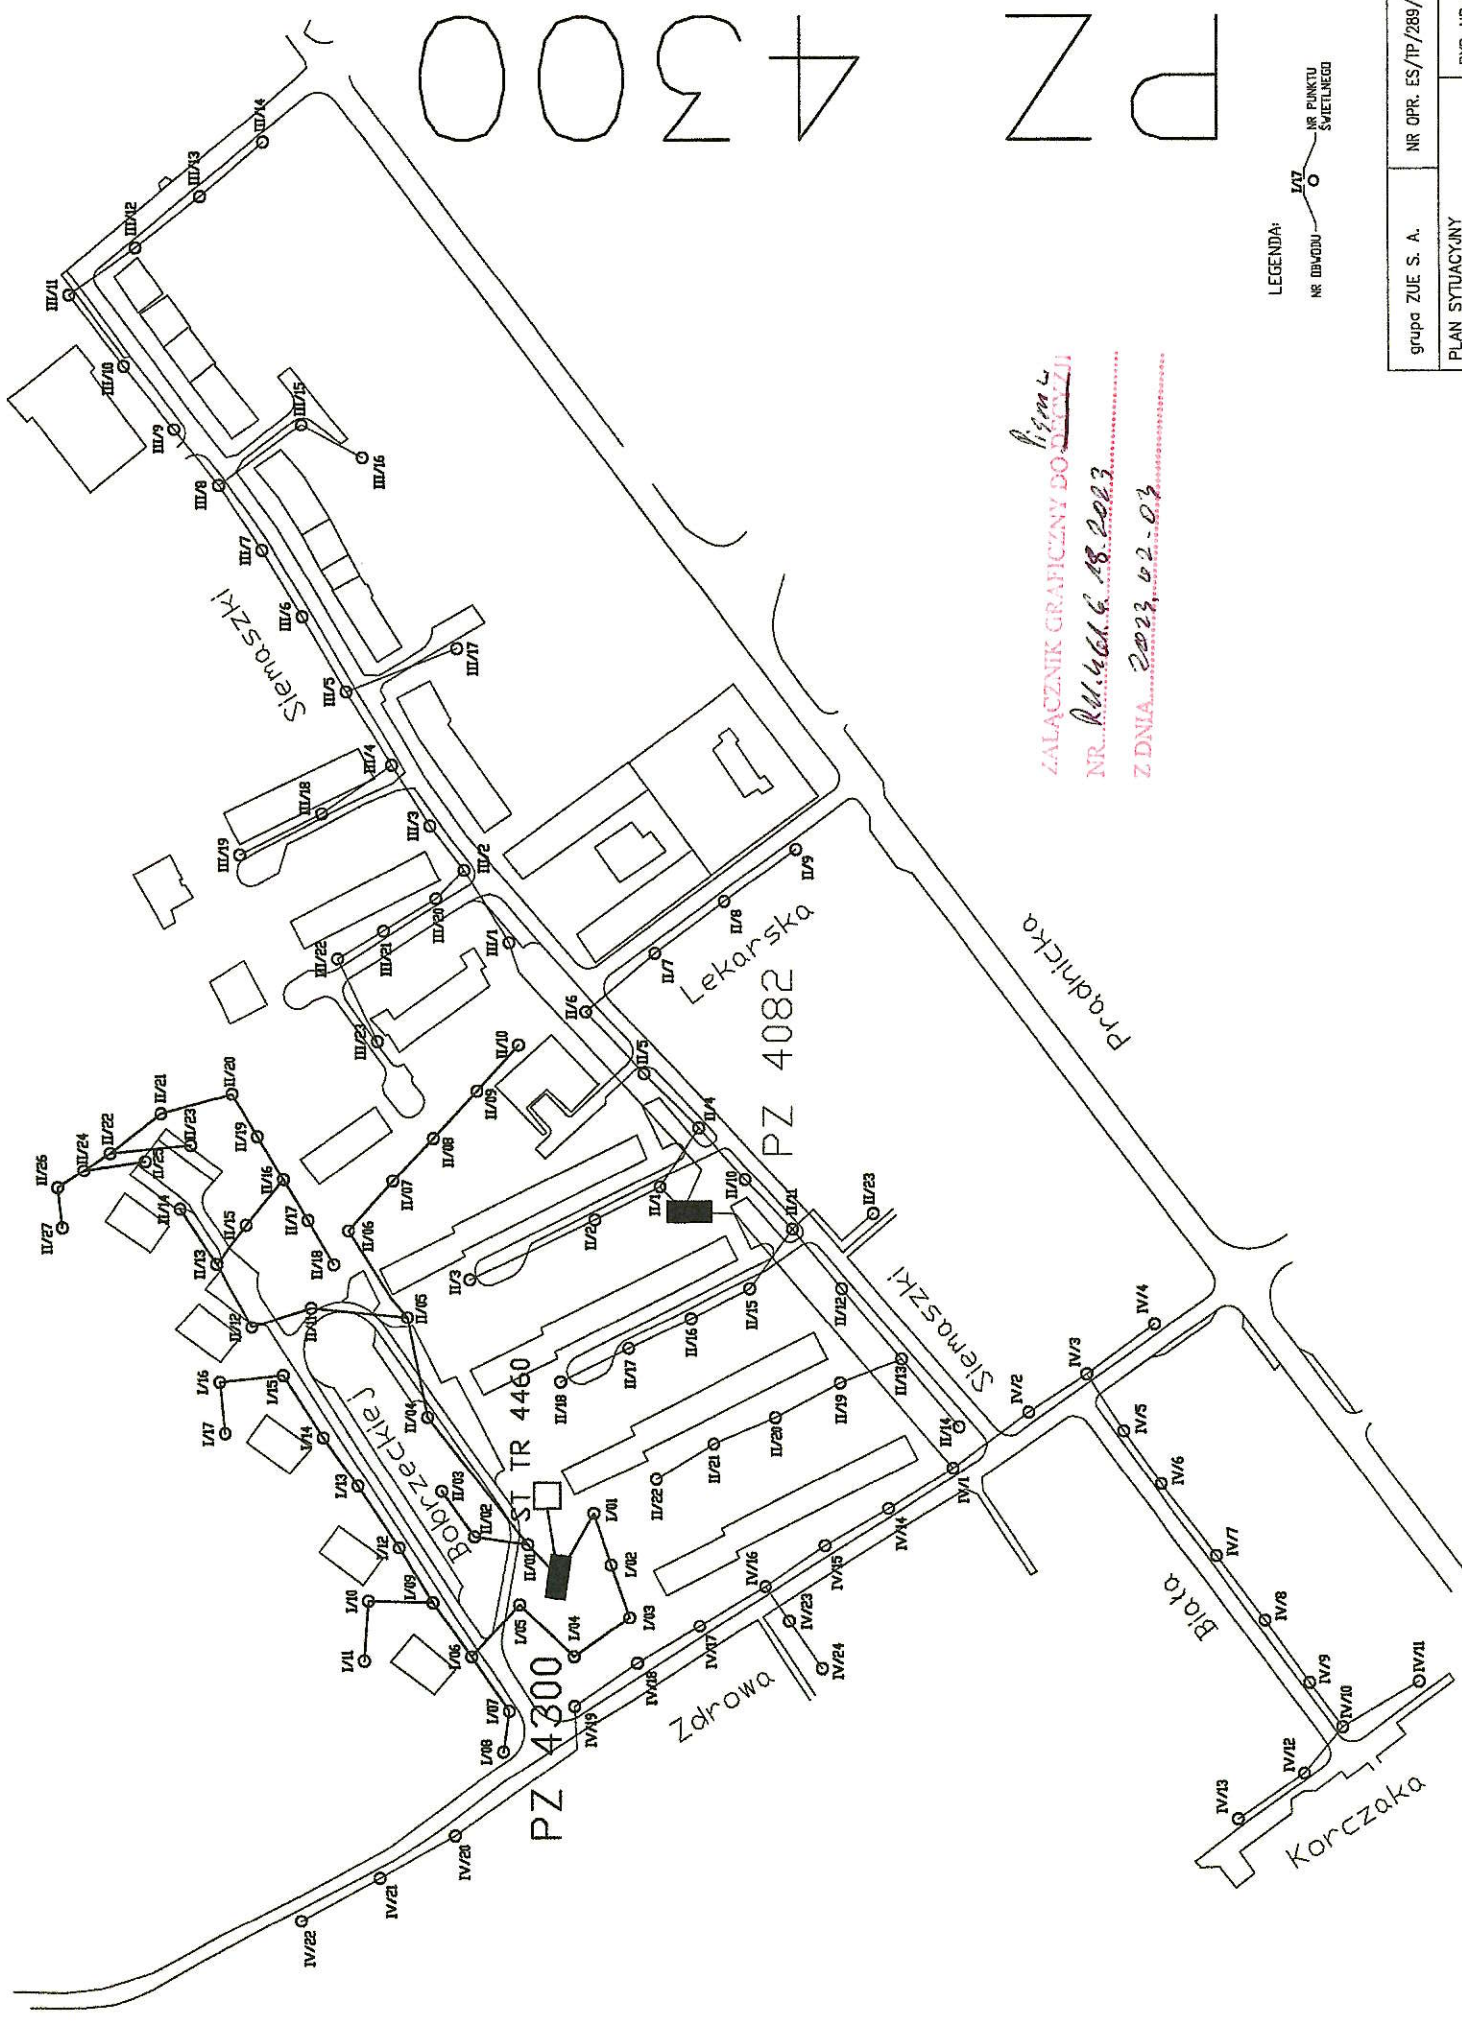 PZ 4300
LEGENDA:
NR OBWODU
I/17
NR PUNKTU
ŚWIETLNEGO
grupa ZUE S. A.
NR OPR. ES/TP/289/
PLAN SYTUACYJNY
ZAŁĄCZNIK GRAFICZNY DO DECYZJI
NR
Z DNIA 2023, 02-03
Siemaszki
Lekarska
Prądnicka
PZ 4082
Siemaszki
Bobrzeckiej
ST TR 4460
PZ 4300
Zdrowa
Biała
Korczaka
III/1
III/2
III/3
III/4
III/5
III/6
III/7
III/8
III/9
III/10
III/11
III/12
III/13
III/14
III/15
III/16
III/17
III/18
III/19
III/20
III/21
III/22
III/23
II/1
II/2
II/3
II/4
II/5
II/6
II/7
II/8
II/9
II/10
II/11
II/12
II/13
II/14
II/15
II/16
II/17
II/18
II/19
II/20
II/21
II/22
II/23
IV/1
IV/2
IV/3
IV/4
IV/5
IV/6
IV/7
IV/8
IV/9
IV/10
IV/11
IV/12
IV/13
IV/14
IV/15
IV/16
IV/17
IV/18
IV/19
IV/20
IV/21
IV/22
IV/23
IV/24
I/01
I/02
I/03
I/04
I/05
I/06
I/07
I/08
I/09
I/10
I/11
I/12
I/13
I/14
I/15
I/16
I/17
II/01
II/02
II/03
II/04
II/05
II/06
II/07
II/08
II/09
II/10
II/11
II/12
II/13
II/14
II/15
II/16
II/17
II/18
II/19
II/20
II/21
II/22
II/23
II/24
II/25
II/26
II/27